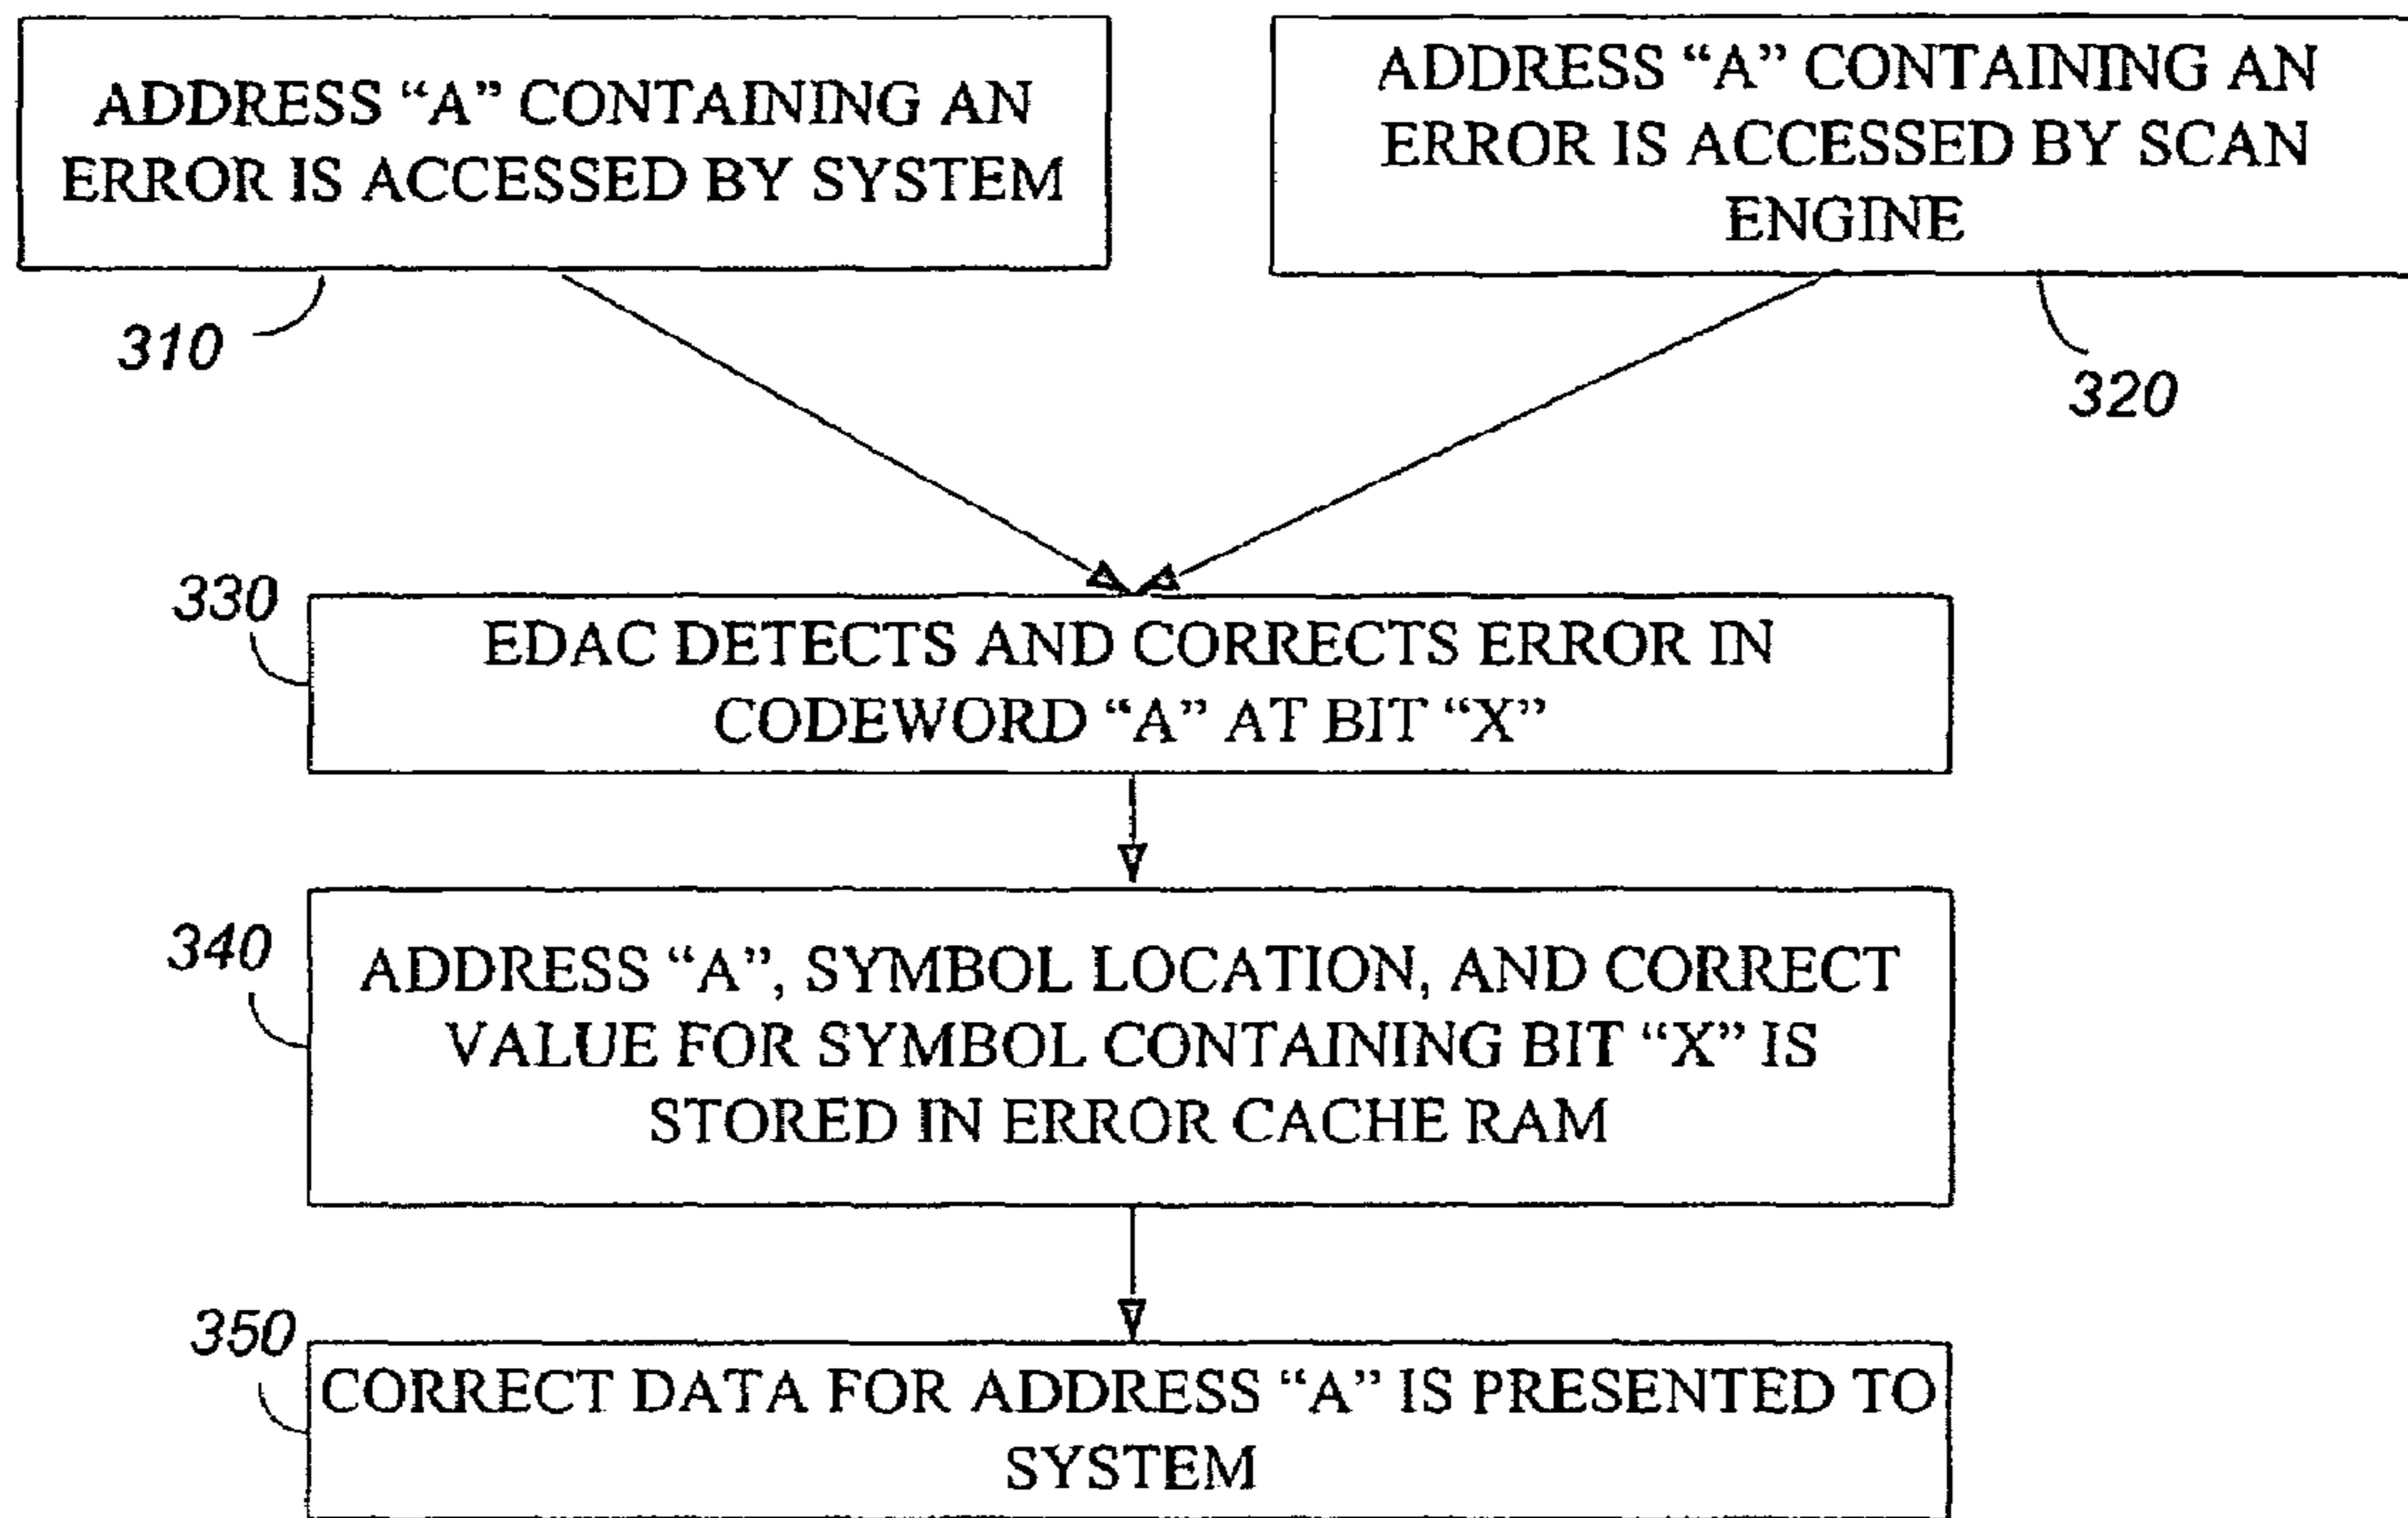 ADDRESS “A” CONTAINING AN
ERROR IS ACCESSED BY SYSTEM
310
ADDRESS “A” CONTAINING AN
ERROR IS ACCESSED BY SCAN
ENGINE
320
330
EDAC DETECTS AND CORRECTS ERROR IN
CODEWORD “A” AT BIT “X”
340
ADDRESS “A”, SYMBOL LOCATION, AND CORRECT
VALUE FOR SYMBOL CONTAINING BIT “X” IS
STORED IN ERROR CACHE RAM
350
CORRECT DATA FOR ADDRESS “A” IS PRESENTED TO
SYSTEM